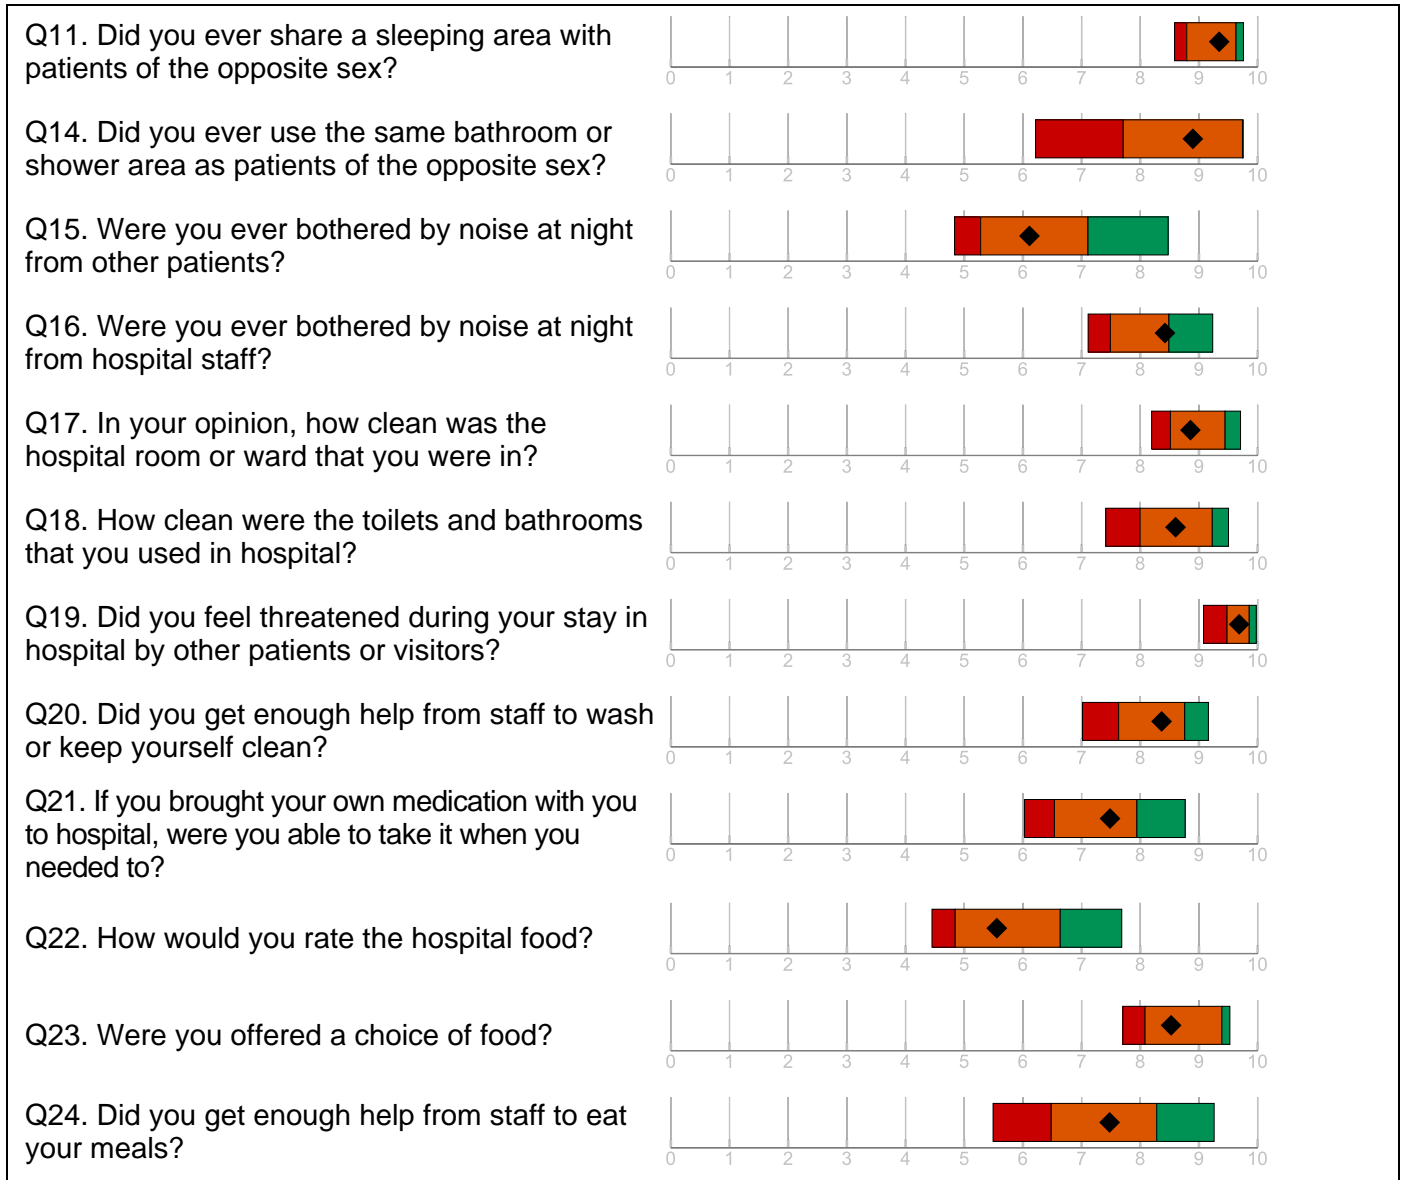 Q11. Did you ever share a sleeping area with
patients of the opposite sex?
0 1 2 3 4 5 6 7 8 9 10
Q14. Did you ever use the same bathroom or
shower area as patients of the opposite sex?
0 1 2 3 4 5 6 7 8 9 10
Q15. Were you ever bothered by noise at night
from other patients?
0 1 2 3 4 5 6 7 8 9 10
Q16. Were you ever bothered by noise at night
from hospital staff?
0 1 2 3 4 5 6 7 8 9 10
Q17. In your opinion, how clean was the
hospital room or ward that you were in?
0 1 2 3 4 5 6 7 8 9 10
Q18. How clean were the toilets and bathrooms
that you used in hospital?
0 1 2 3 4 5 6 7 8 9 10
Q19. Did you feel threatened during your stay in
hospital by other patients or visitors?
0 1 2 3 4 5 6 7 8 9 10
Q20. Did you get enough help from staff to wash
or keep yourself clean?
0 1 2 3 4 5 6 7 8 9 10
Q21. If you brought your own medication with you
to hospital, were you able to take it when you
needed to?
0 1 2 3 4 5 6 7 8 9 10
Q22. How would you rate the hospital food?
0 1 2 3 4 5 6 7 8 9 10
Q23. Were you offered a choice of food?
0 1 2 3 4 5 6 7 8 9 10
Q24. Did you get enough help from staff to eat
your meals?
0 1 2 3 4 5 6 7 8 9 10